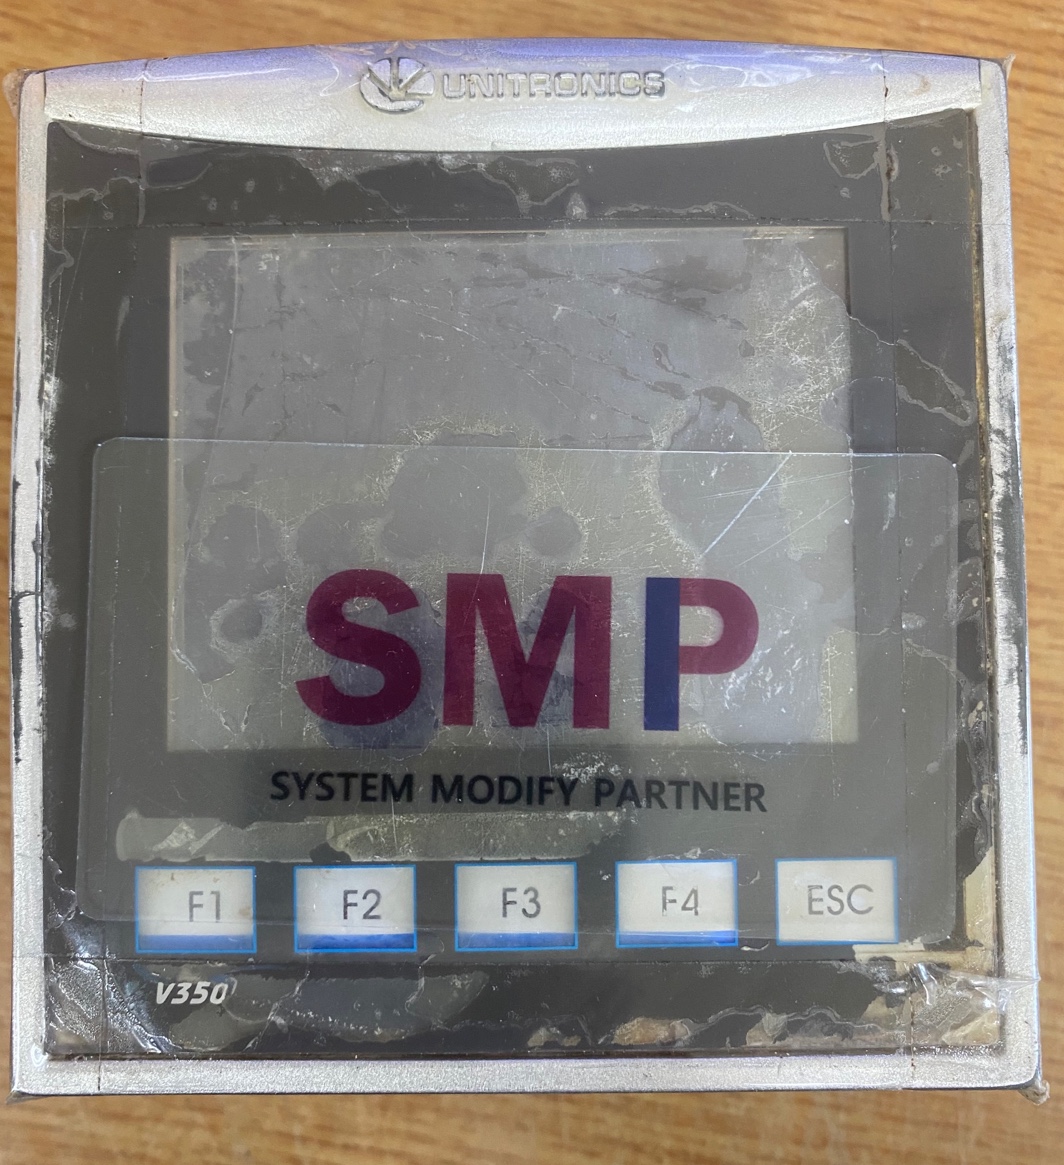 UNITRONICS
SMP
SYSTEM MODIFY PARTNER
F1 F2 F3 F4 ESC
V350